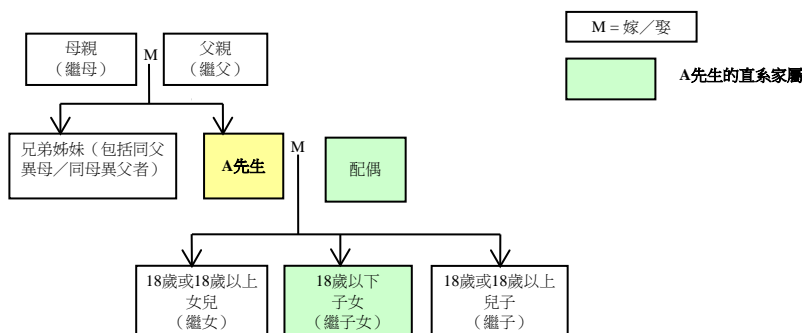 母親
（繼母）
M
父親
（繼父）
M = 嫁／娶
A先生的直系家屬
兄弟姊妹（包括同父
異母／同母異父者）
A先生
M
配偶
18歲或18歲以上
女兒
（繼女）
18歲以下
子女
（繼子女）
18歲或18歲以上
兒子
（繼子）